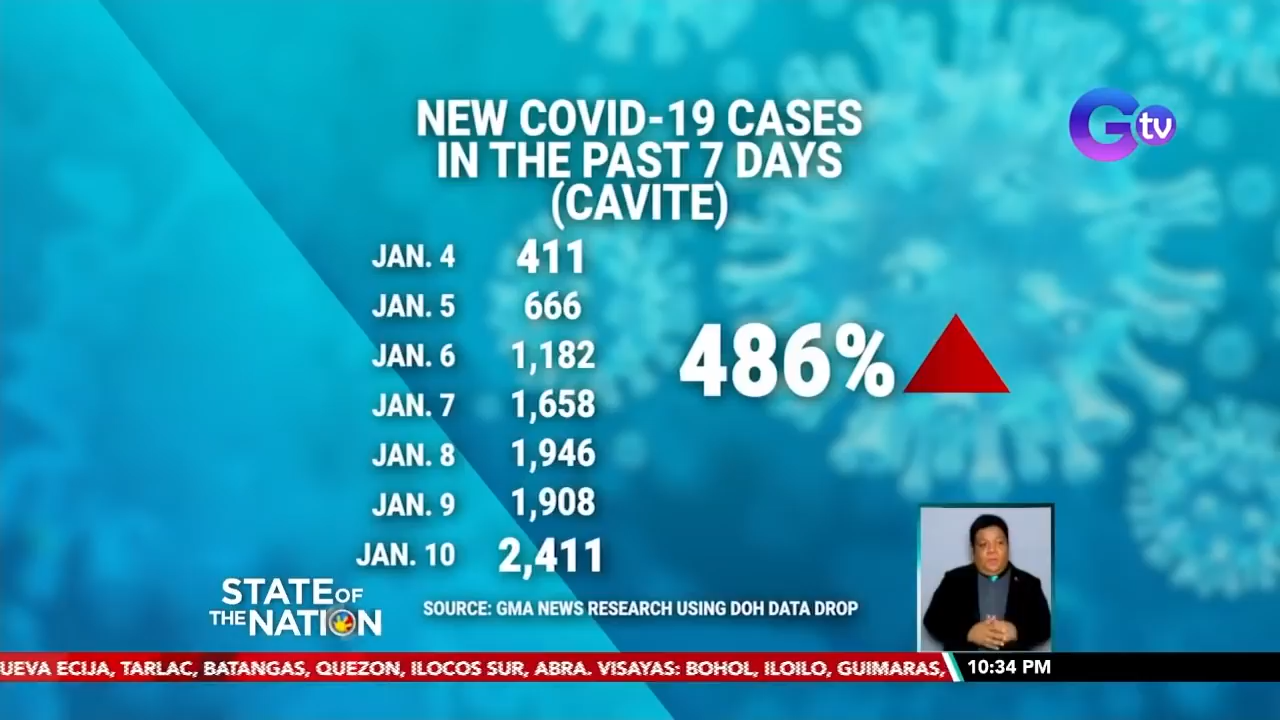 NEW COVID-19 CASES
IN THE PAST 7 DAYS
(CAVITE)
Gtv
JAN. 4 411
JAN. 5 666
JAN. 6 1,182
JAN. 7 1,658
JAN. 8 1,946
JAN. 9 1,908
JAN. 10 2,411
486%
STATE OF
THE NATION
SOURCE: GMA NEWS RESEARCH USING DOH DATA DROP
UEVA ECIJA, TARLAC, BATANGAS, QUEZON, ILOCOS SUR, ABRA. VISAYAS: BOHOL, ILOILO, GUIMARAS,
10:34 PM